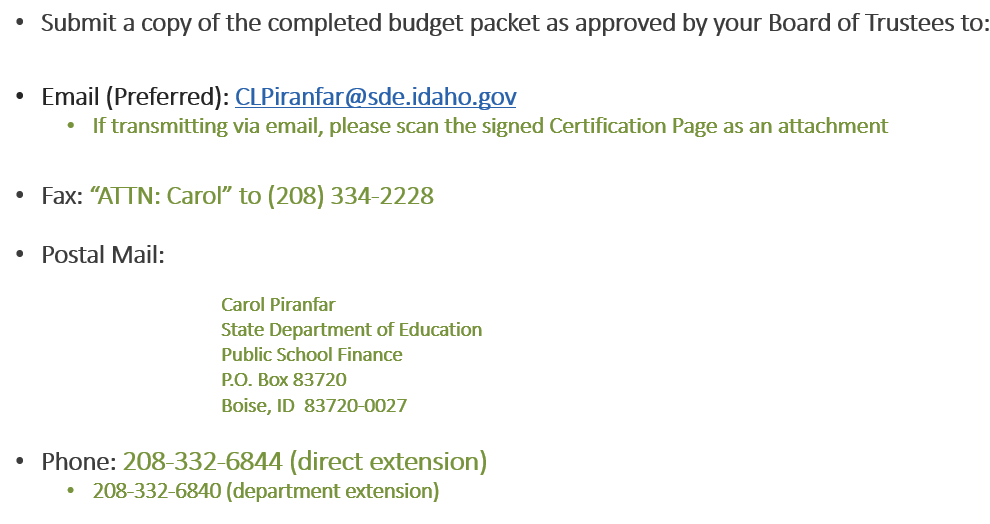 • Submit a copy of the completed budget packet as approved by your Board of Trustees to:
• Email (Preferred): CLPiranfar@sde.idaho.gov
• If transmitting via email, please scan the signed Certification Page as an attachment
• Fax: “ATTN: Carol” to (208) 334-2228
• Postal Mail:
Carol Piranfar
State Department of Education
Public School Finance
P.O. Box 83720
Boise, ID  83720-0027
• Phone: 208-332-6844 (direct extension)
• 208-332-6840 (department extension)